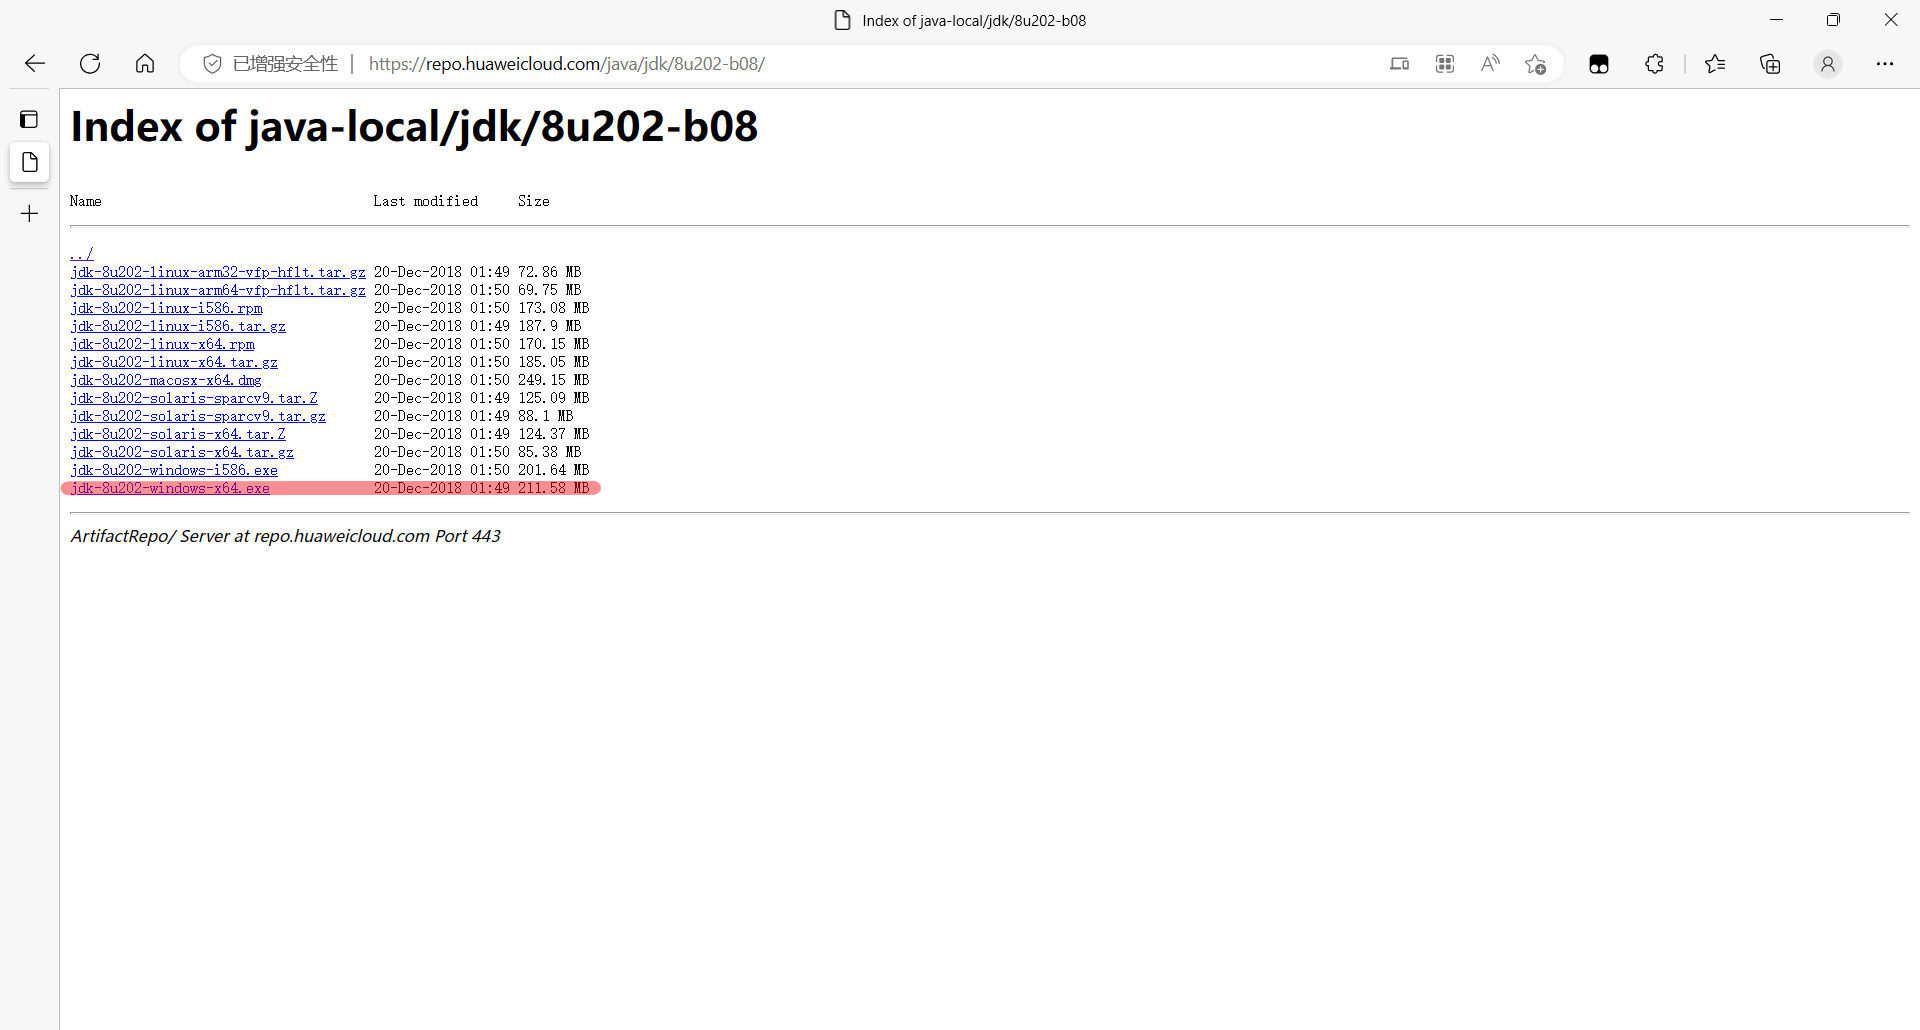 Index of java-local/jdk/8u202-b08
已增强安全性 | https://repo.huaweicloud.com/java/jdk/8u202-b08/
Index of java-local/jdk/8u202-b08
Name Last modified Size
../
jdk-8u202-linux-arm32-vfp-hflt.tar.gz 20-Dec-2018 01:49 72.86 MB
jdk-8u202-linux-arm64-vfp-hflt.tar.gz 20-Dec-2018 01:50 69.75 MB
jdk-8u202-linux-i586.rpm 20-Dec-2018 01:50 173.08 MB
jdk-8u202-linux-i586.tar.gz 20-Dec-2018 01:49 187.9 MB
jdk-8u202-linux-x64.rpm 20-Dec-2018 01:50 170.15 MB
jdk-8u202-linux-x64.tar.gz 20-Dec-2018 01:50 185.05 MB
jdk-8u202-macosx-x64.dmg 20-Dec-2018 01:50 249.15 MB
jdk-8u202-solaris-sparcv9.tar.Z 20-Dec-2018 01:49 125.09 MB
jdk-8u202-solaris-sparcv9.tar.gz 20-Dec-2018 01:49 88.1 MB
jdk-8u202-solaris-x64.tar.Z 20-Dec-2018 01:49 124.37 MB
jdk-8u202-solaris-x64.tar.gz 20-Dec-2018 01:50 85.38 MB
jdk-8u202-windows-i586.exe 20-Dec-2018 01:50 201.64 MB
jdk-8u202-windows-x64.exe 20-Dec-2018 01:49 211.58 MB
ArtifactRepo/ Server at repo.huaweicloud.com Port 443